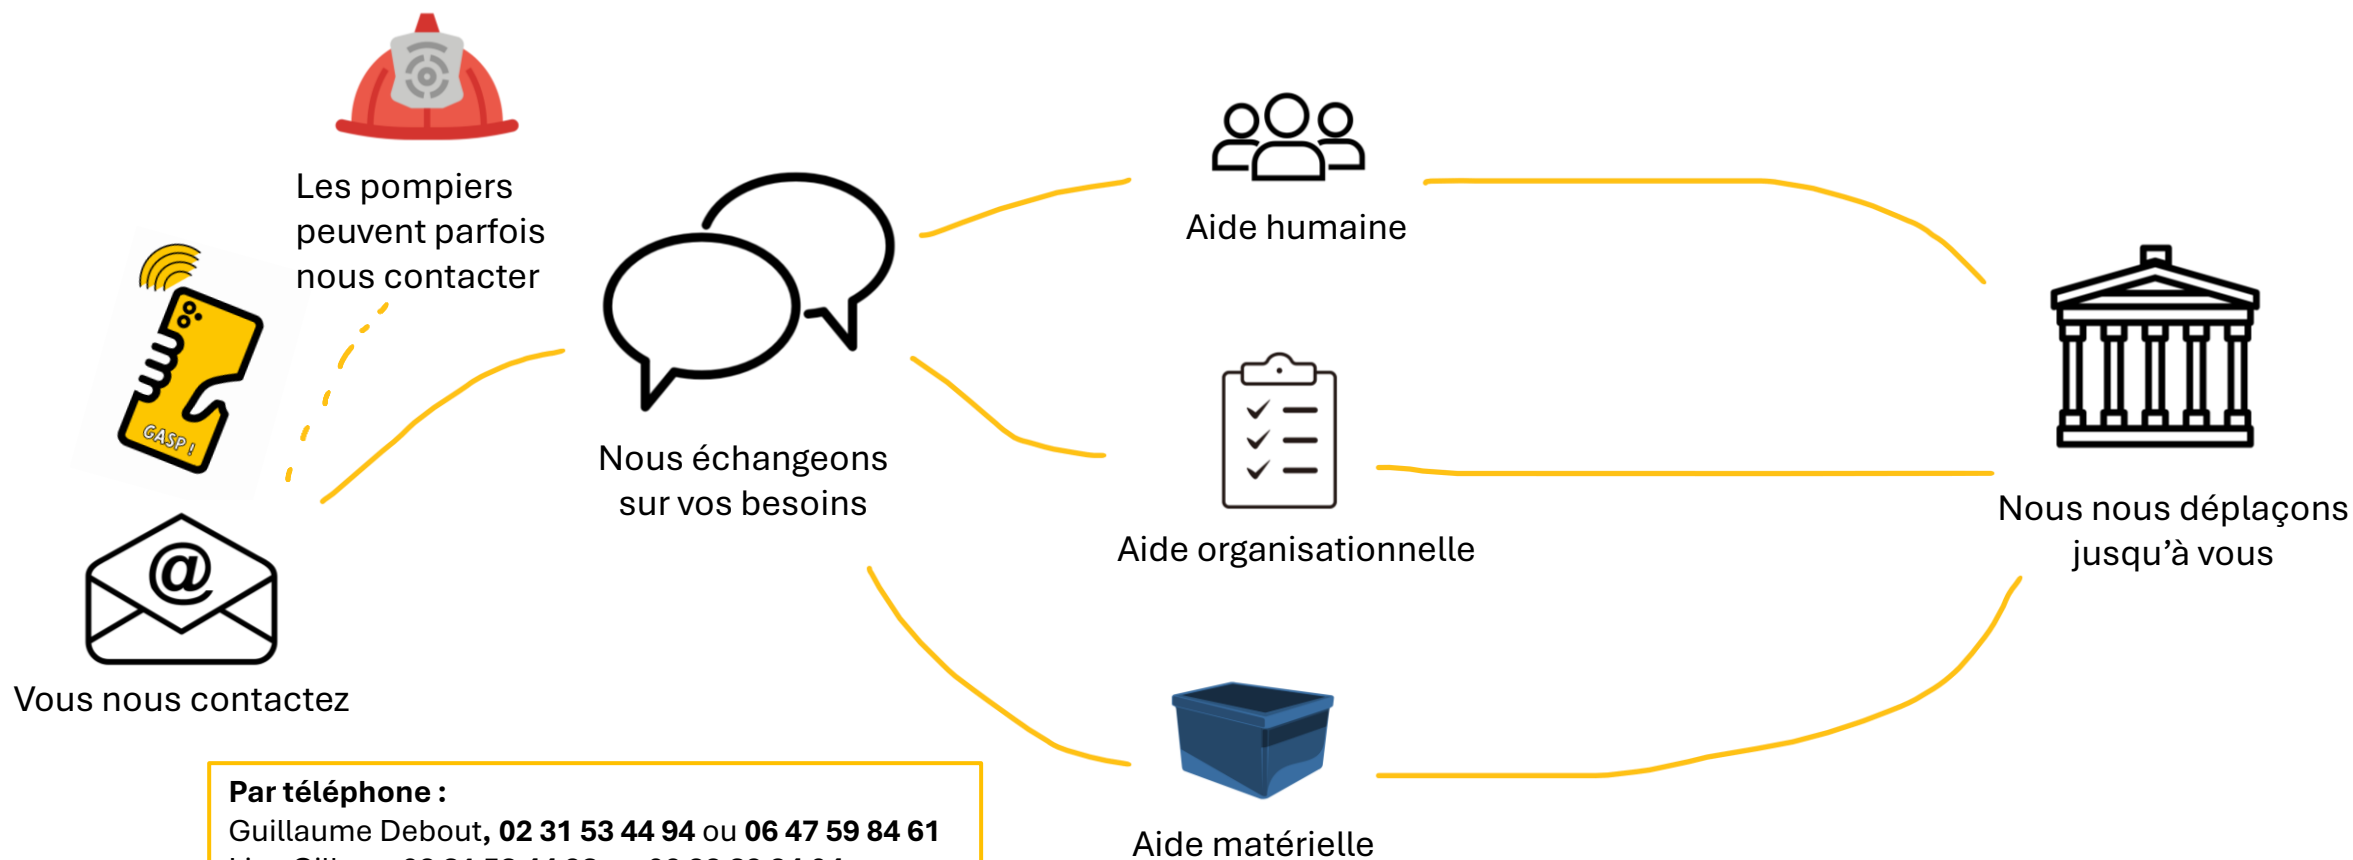 Les pompiers
peuvent parfois
nous contacter
GASP !
@
Vous nous contactez
Nous échangeons
sur vos besoins
Aide humaine
Aide organisationnelle
Aide matérielle
Nous nous déplaçons
jusqu'à vous
Par téléphone :
Guillaume Debout, 02 31 53 44 94 ou 06 47 59 84 61